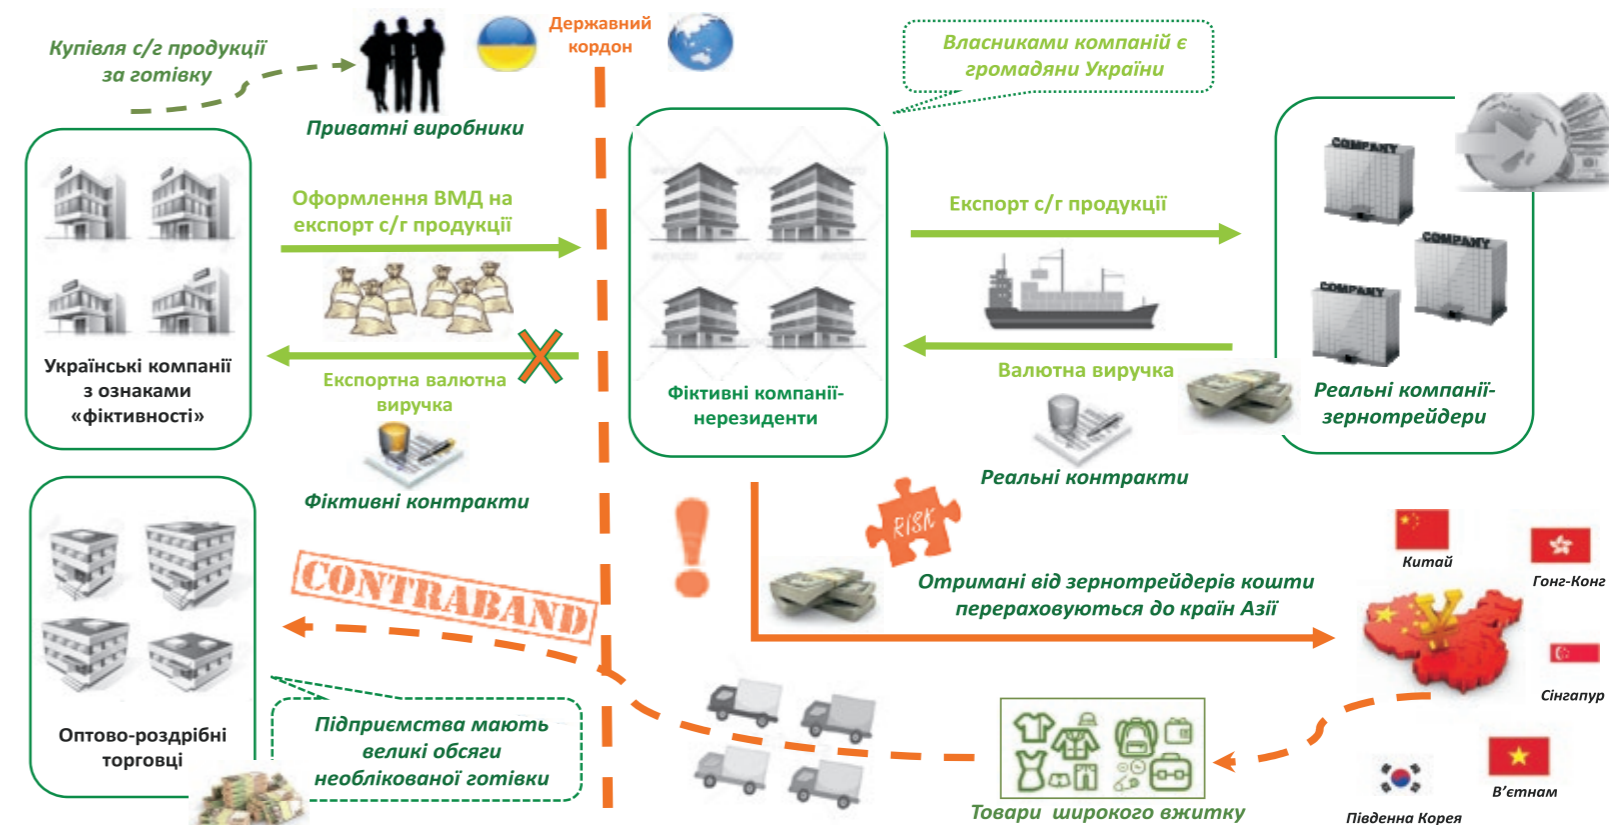 Купівля с/г продукції
за готівку
Державний
кордон
Власниками компаній є
громадяни України
Приватні виробники
COMPANY
COMPANY
COMPANY
Оформлення ВМД на
експорт с/г продукції
Експорт с/г продукції
Українські компанії
з ознаками
«фіктивності»
Експортна валютна
виручка
Фіктивні контракти
Фіктивні компанії-
нерезиденти
Валютна виручка
Реальні контракти
Реальні компанії-
зернотрейдери
RISK
CONTRABAND
Отримані від зернотрейдерів кошти
перераховуються до країн Азії
Китай
Гонг-Конг
Сінгапур
В’єтнам
Південна Корея
Оптово-роздрібні
торговці
Підприємства мають
великі обсяги
необлікованої готівки
Товари широкого вжитку